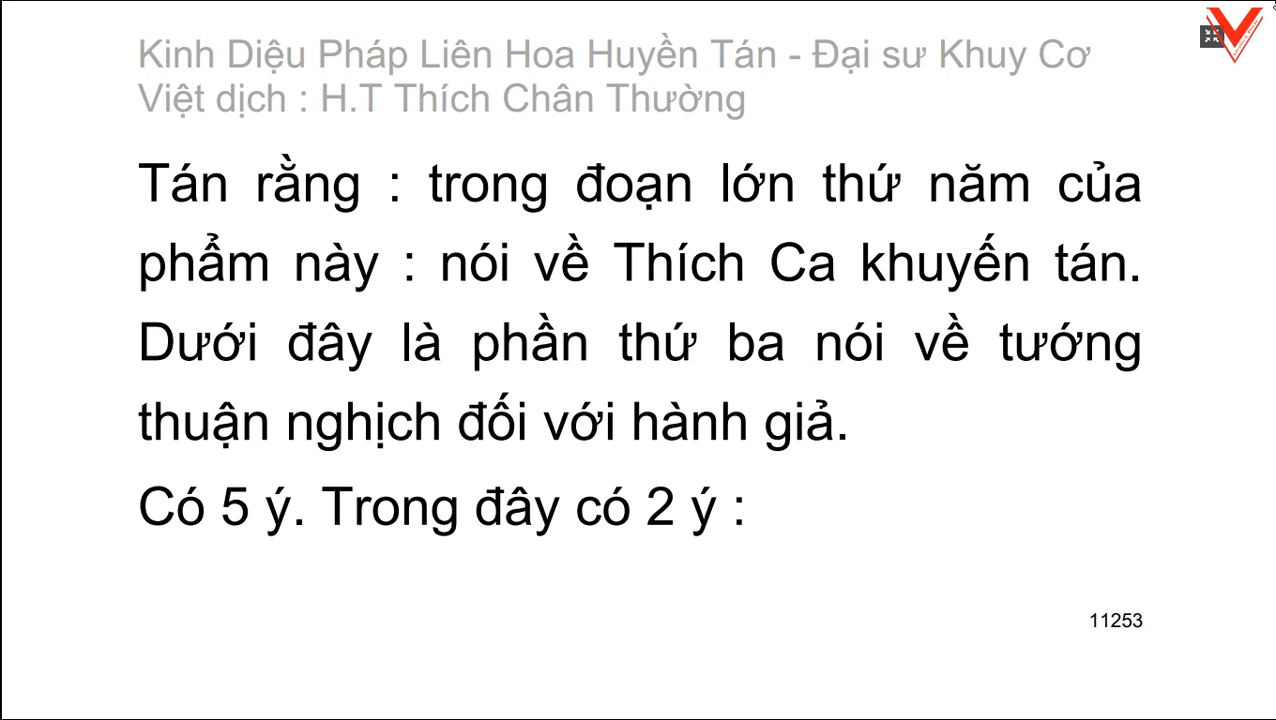 Kinh Diệu Pháp Liên Hoa Huyền Tán - Đại sư Khuy Cơ
Việt dịch : H.T Thích Chân Thường
Tán rằng : trong đoạn lớn thứ năm của
phẩm này : nói về Thích Ca khuyến tán.
Dưới đây là phần thứ ba nói về tướng
thuận nghịch đối với hành giả.
Có 5 ý. Trong đây có 2 ý :
11253